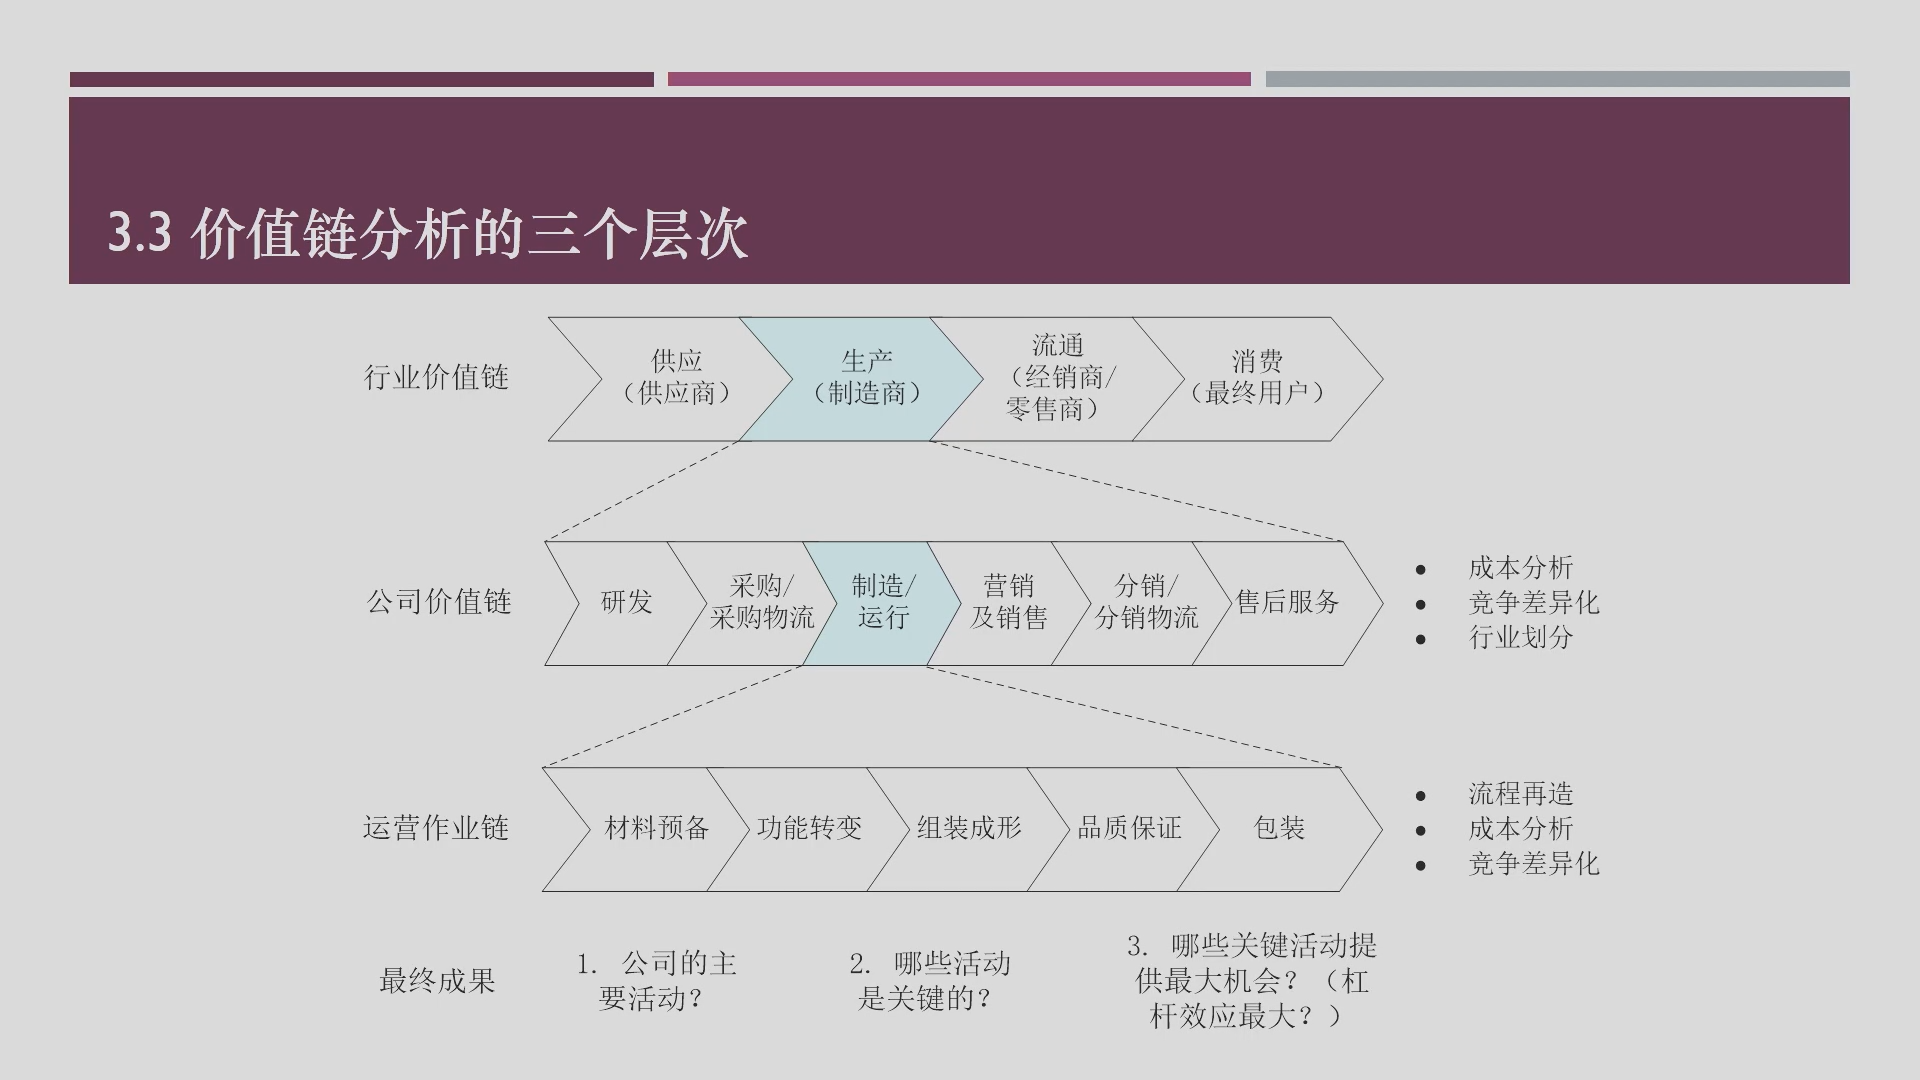 3.3 价值链分析的三个层次
行业价值链
供应
（供应商）
生产
（制造商）
流通
（经销商/
零售商）
消费
（最终用户）
公司价值链
研发
采购/
采购物流
制造/
运行
营销
及销售
分销/
分销物流
售后服务
● 成本分析
● 竞争差异化
● 行业划分
运营作业链
材料预备
功能转变
组装成形
品质保证
包装
● 流程再造
● 成本分析
● 竞争差异化
最终成果
1. 公司的主
要活动？
2. 哪些活动
是关键的？
3. 哪些关键活动提
供最大机会？（杠
杆效应最大？）